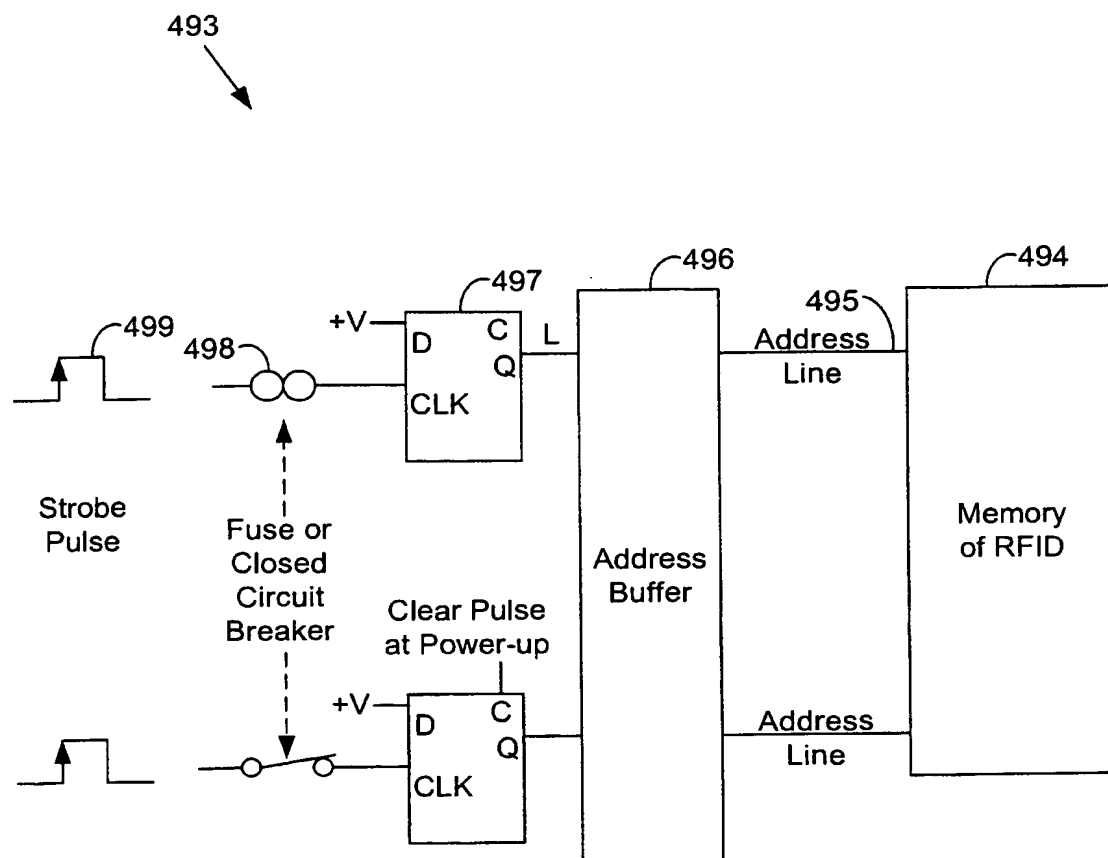 493
499
498
+V
497
D
C
Q
CLK
L
496
Address
Line
495
494
Strobe
Pulse
Fuse or
Closed
Circuit
Breaker
Address
Buffer
Memory
of RFID
Clear Pulse
at Power-up
+V
D
C
Q
CLK
Address
Line